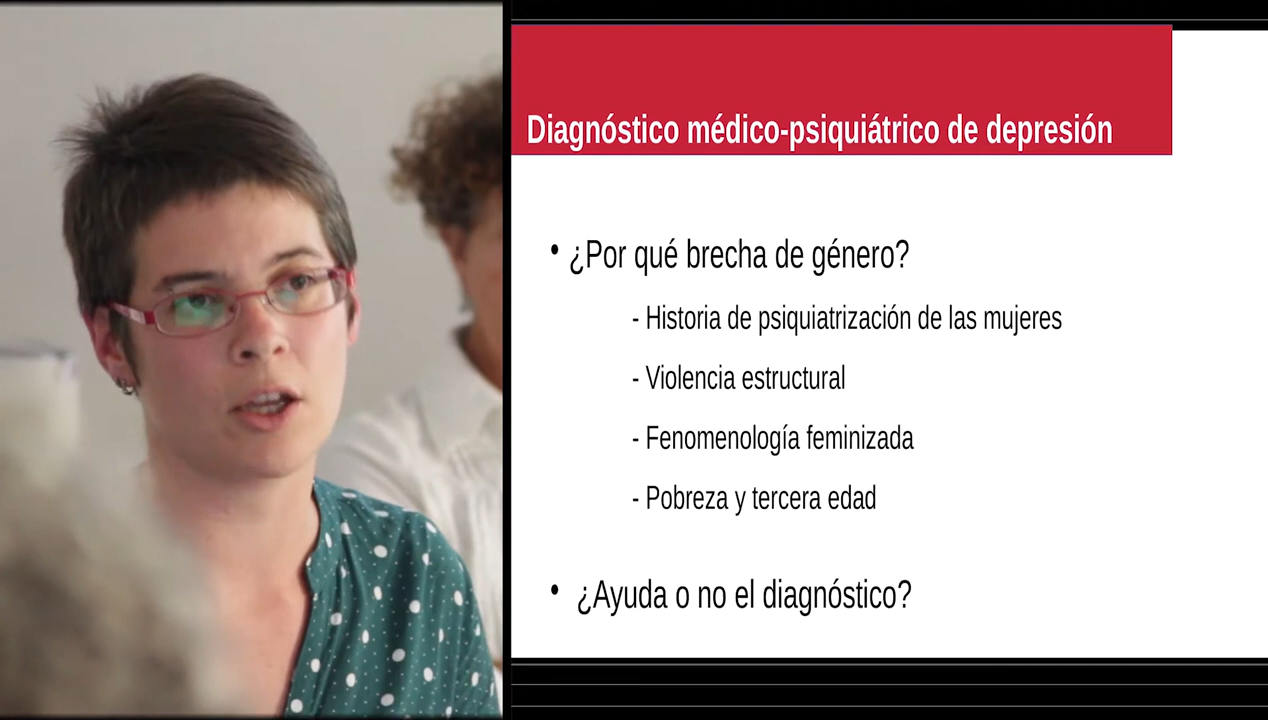 Diagnóstico médico-psiquiátrico de depresión
• ¿Por qué brecha de género?
- Historia de psiquiatrización de las mujeres
- Violencia estructural
- Fenomenología feminizada
- Pobreza y tercera edad
• ¿Ayuda o no el diagnóstico?